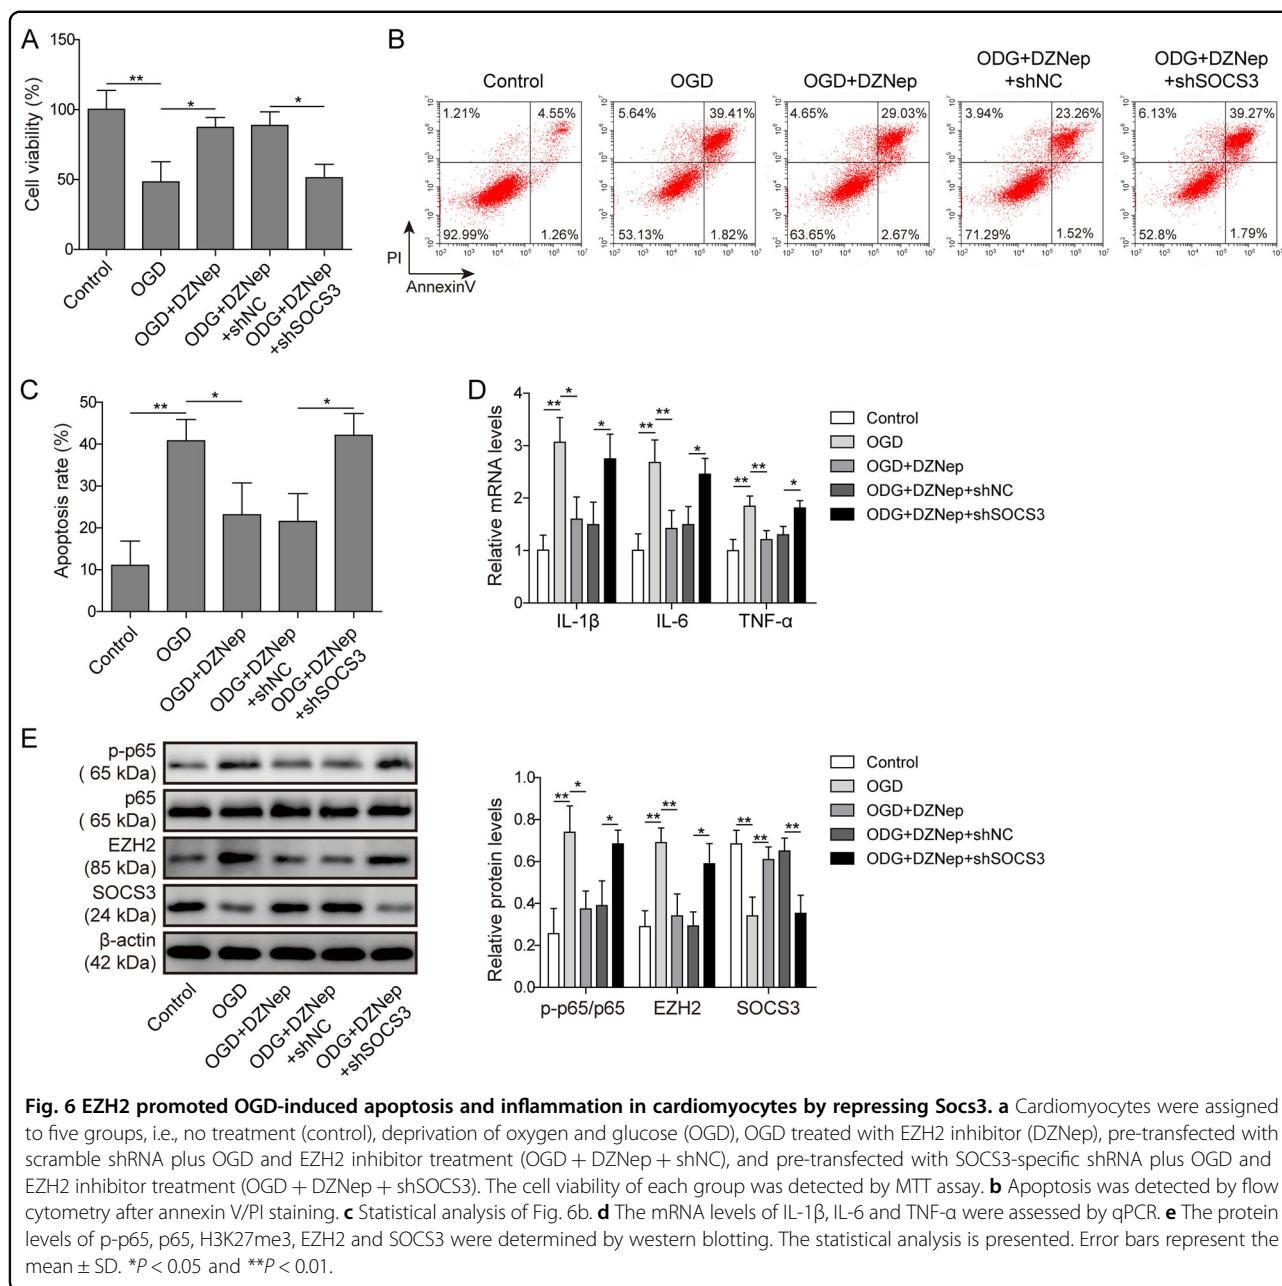 A
Cell viability (%)
150
100
50
0
** * *
Control
OGD
OGD+DZNep
ODG+DZNep
+shNC
ODG+DZNep
+shSOCS3
B
Control
OGD
OGD+DZNep
ODG+DZNep
+shNC
ODG+DZNep
+shSOCS3
1.21% 4.55%
92.99% 1.26%
5.64% 39.41%
53.13% 1.82%
4.65% 29.03%
63.65% 2.67%
3.94% 23.26%
71.29% 1.52%
6.13% 39.27%
52.8% 1.79%
PI
AnnexinV
C
Apoptosis rate (%)
50
40
30
20
10
0
** * *
Control
OGD
OGD+DZNep
ODG+DZNep
+shNC
ODG+DZNep
+shSOCS3
D
Relative mRNA levels
4
3
2
1
0
** * *
** ** *
** ** *
IL-1β IL-6 TNF-α
Control
OGD
OGD+DZNep
ODG+DZNep+shNC
ODG+DZNep+shSOCS3
E
p-p65
( 65 kDa)
p65
( 65 kDa)
EZH2
(85 kDa)
SOCS3
(24 kDa)
β-actin
(42 kDa)
Control
OGD
OGD+DZNep
ODG+DZNep
+shNC
ODG+DZNep
+shSOCS3
Relative protein levels
1.0
0.8
0.6
0.4
0.2
0.0
** * *
** ** *
** ** **
p-p65/p65 EZH2 SOCS3
Control
OGD
OGD+DZNep
ODG+DZNep+shNC
ODG+DZNep+shSOCS3
Fig. 6 EZH2 promoted OGD-induced apoptosis and inflammation in cardiomyocytes by repressing Socs3. a Cardiomyocytes were assigned
to five groups, i.e., no treatment (control), deprivation of oxygen and glucose (OGD), OGD treated with EZH2 inhibitor (DZNep), pre-transfected with
scramble shRNA plus OGD and EZH2 inhibitor treatment (OGD + DZNep + shNC), and pre-transfected with SOCS3-specific shRNA plus OGD and
EZH2 inhibitor treatment (OGD + DZNep + shSOCS3). The cell viability of each group was detected by MTT assay. b Apoptosis was detected by flow
cytometry after annexin V/PI staining. c Statistical analysis of Fig. 6b. d The mRNA levels of IL-1β, IL-6 and TNF-α were assessed by qPCR. e The protein
levels of p-p65, p65, H3K27me3, EZH2 and SOCS3 were determined by western blotting. The statistical analysis is presented. Error bars represent the
mean ± SD. *P < 0.05 and **P < 0.01.